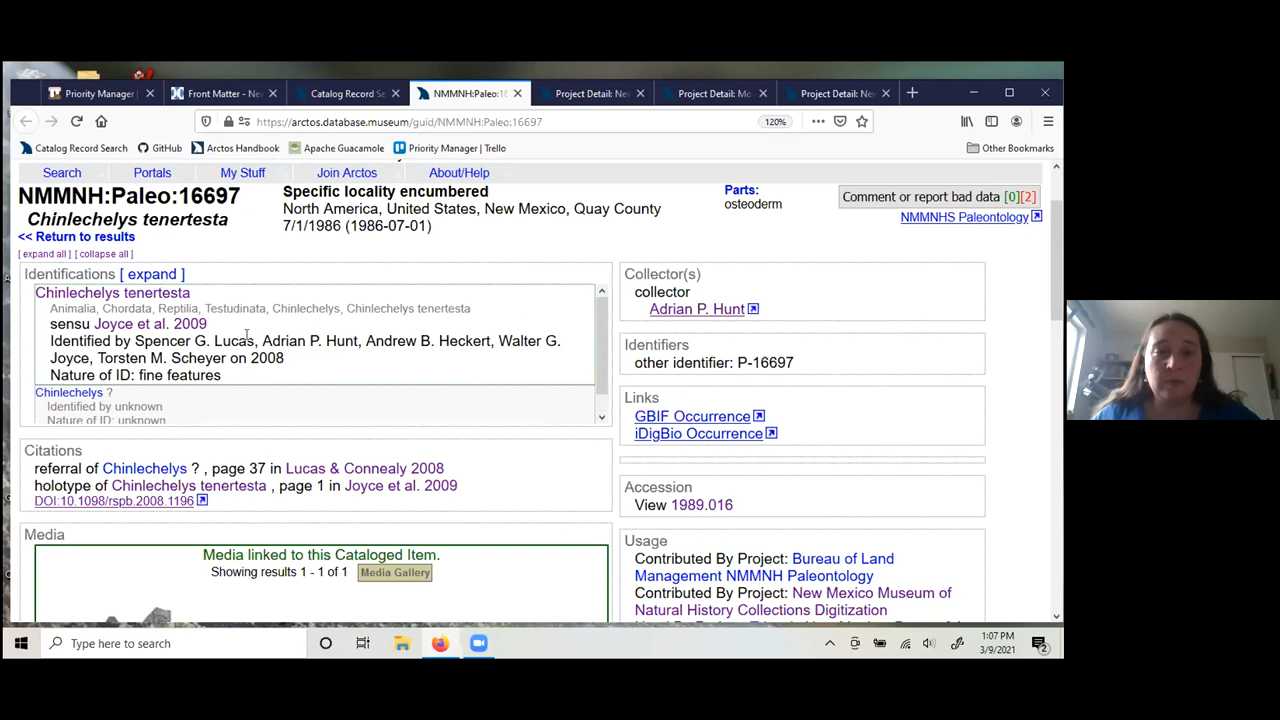 Priority Manager |
Front Matter - Ne
Catalog Record Se
NMMNH:Paleo:16
Project Detail: Ne
Project Detail: Mo
Project Detail: Ne
https://arctos.database.museum/guid/NMMNH:Paleo:16697
120%
Catalog Record Search
GitHub
Arctos Handbook
Apache Guacamole
Priority Manager | Trello
Other Bookmarks
Search
Portals
My Stuff
Join Arctos
About/Help
NMMNH:Paleo:16697
Chinlechelys tenertesta
<< Return to results
[ expand all ] [ collapse all ]
Specific locality encumbered
North America, United States, New Mexico, Quay County
7/1/1986 (1986-07-01)
Parts:
osteoderm
Comment or report bad data [0][2]
NMMNHS Paleontology
Identifications [ expand ]
Chinlechelys tenertesta
Animalia, Chordata, Reptilia, Testudinata, Chinlechelys, Chinlechelys tenertesta
sensu Joyce et al. 2009
Identified by Spencer G. Lucas, Adrian P. Hunt, Andrew B. Heckert, Walter G.
Joyce, Torsten M. Scheyer on 2008
Nature of ID: fine features
Chinlechelys ?
Identified by unknown
Nature of ID: unknown
Citations
referral of Chinlechelys ? , page 37 in Lucas & Connealy 2008
holotype of Chinlechelys tenertesta , page 1 in Joyce et al. 2009
DOI:10.1098/rspb.2008.1196
Media
Media linked to this Cataloged Item.
Showing results 1 - 1 of 1 Media Gallery
Collector(s)
collector
Adrian P. Hunt
Identifiers
other identifier: P-16697
Links
GBIF Occurrence
iDigBio Occurrence
Accession
View 1989.016
Usage
Contributed By Project: Bureau of Land
Management NMMNH Paleontology
Contributed By Project: New Mexico Museum of
Natural History Collections Digitization
Type here to search
1:07 PM
3/9/2021
2